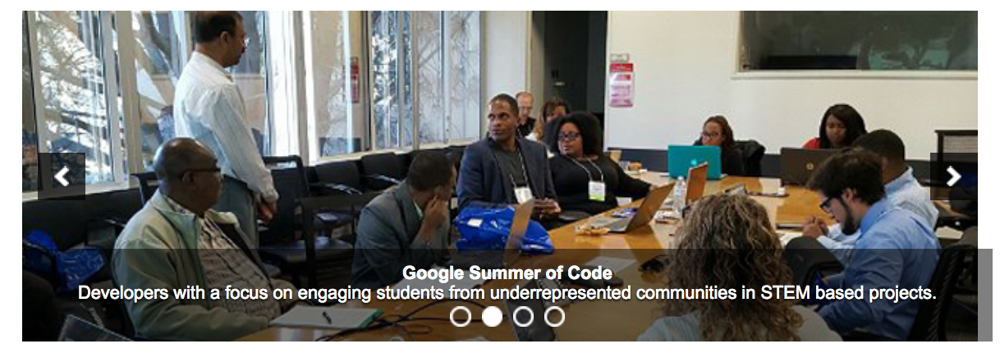 Google Summer of Code
Developers with a focus on engaging students from underrepresented communities in STEM based projects.